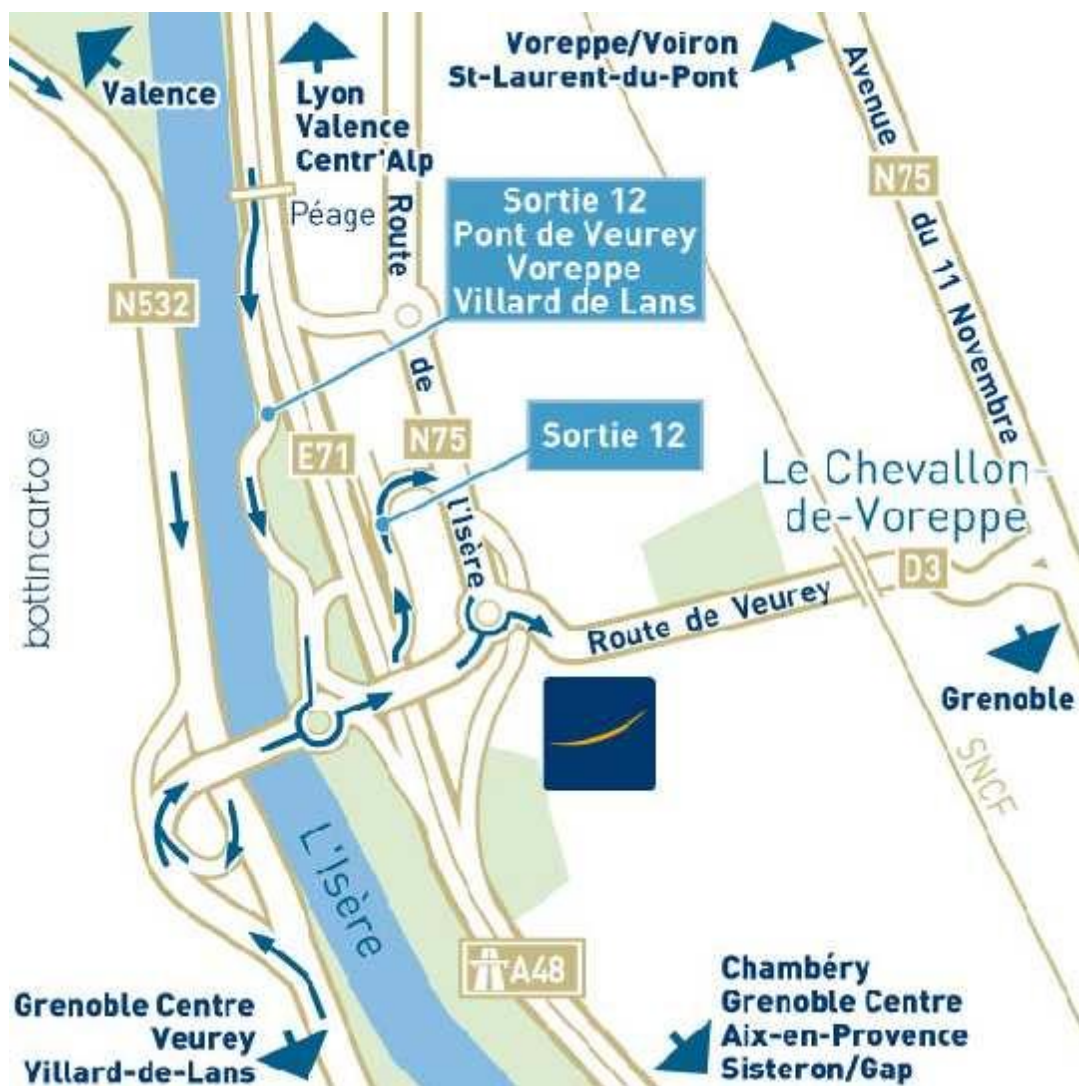 Valence
Lyon
Valence
Centr'Alp
Voreppe/Voiron
St-Laurent-du-Pont
Avenue du 11 Novembre
N75
Péage
Route de l'Isère
Sortie 12
Pont de Veurey
Voreppe
Villard de Lans
N532
E71
N75
Sortie 12
Le Chevallon-
de-Voreppe
D3
Route de Veurey
Grenoble
SNCF
bottincarto ©
L'Isère
A48
Grenoble Centre
Veurey
Villard-de-Lans
Chambéry
Grenoble Centre
Aix-en-Provence
Sisteron/Gap